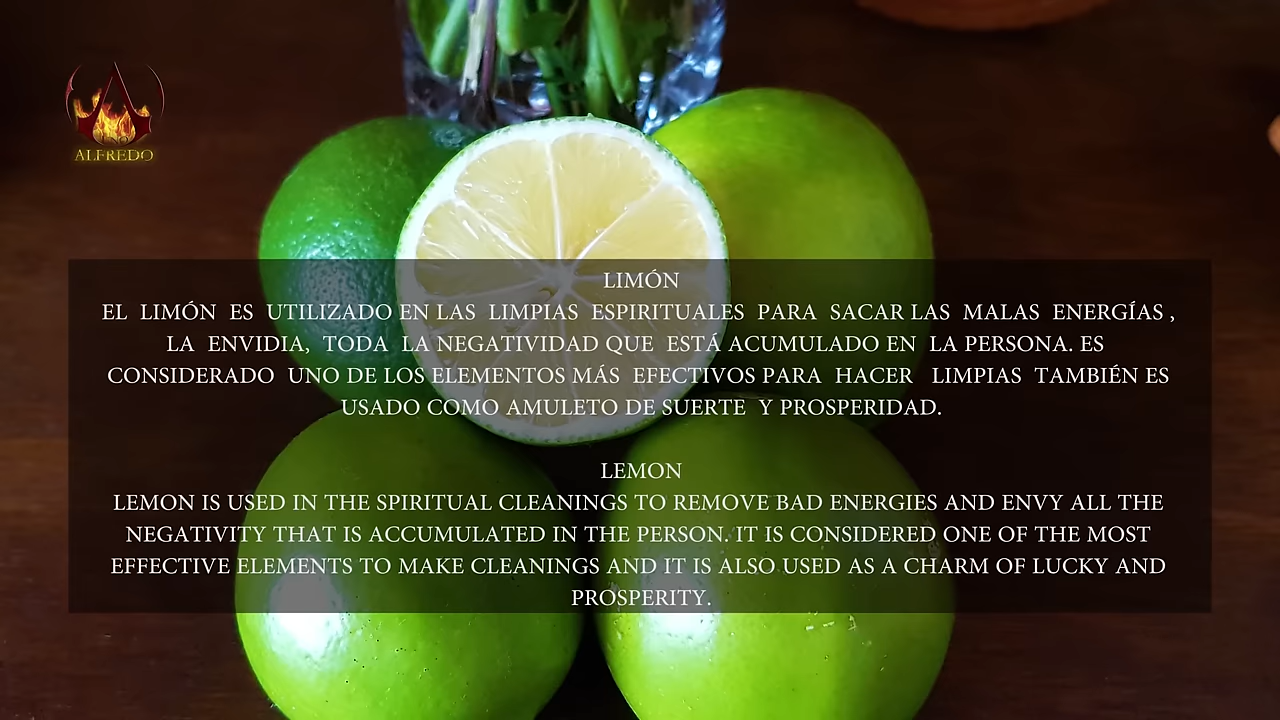 ALFREDO
LIMÓN
EL LIMÓN ES UTILIZADO EN LAS LIMPIAS ESPIRITUALES PARA SACAR LAS MALAS ENERGÍAS ,
LA ENVIDIA, TODA LA NEGATIVIDAD QUE ESTÁ ACUMULADO EN LA PERSONA. ES
CONSIDERADO UNO DE LOS ELEMENTOS MÁS EFECTIVOS PARA HACER LIMPIAS TAMBIÉN ES
USADO COMO AMULETO DE SUERTE Y PROSPERIDAD.
LEMON
LEMON IS USED IN THE SPIRITUAL CLEANINGS TO REMOVE BAD ENERGIES AND ENVY ALL THE
NEGATIVITY THAT IS ACCUMULATED IN THE PERSON. IT IS CONSIDERED ONE OF THE MOST
EFFECTIVE ELEMENTS TO MAKE CLEANINGS AND IT IS ALSO USED AS A CHARM OF LUCKY AND
PROSPERITY.